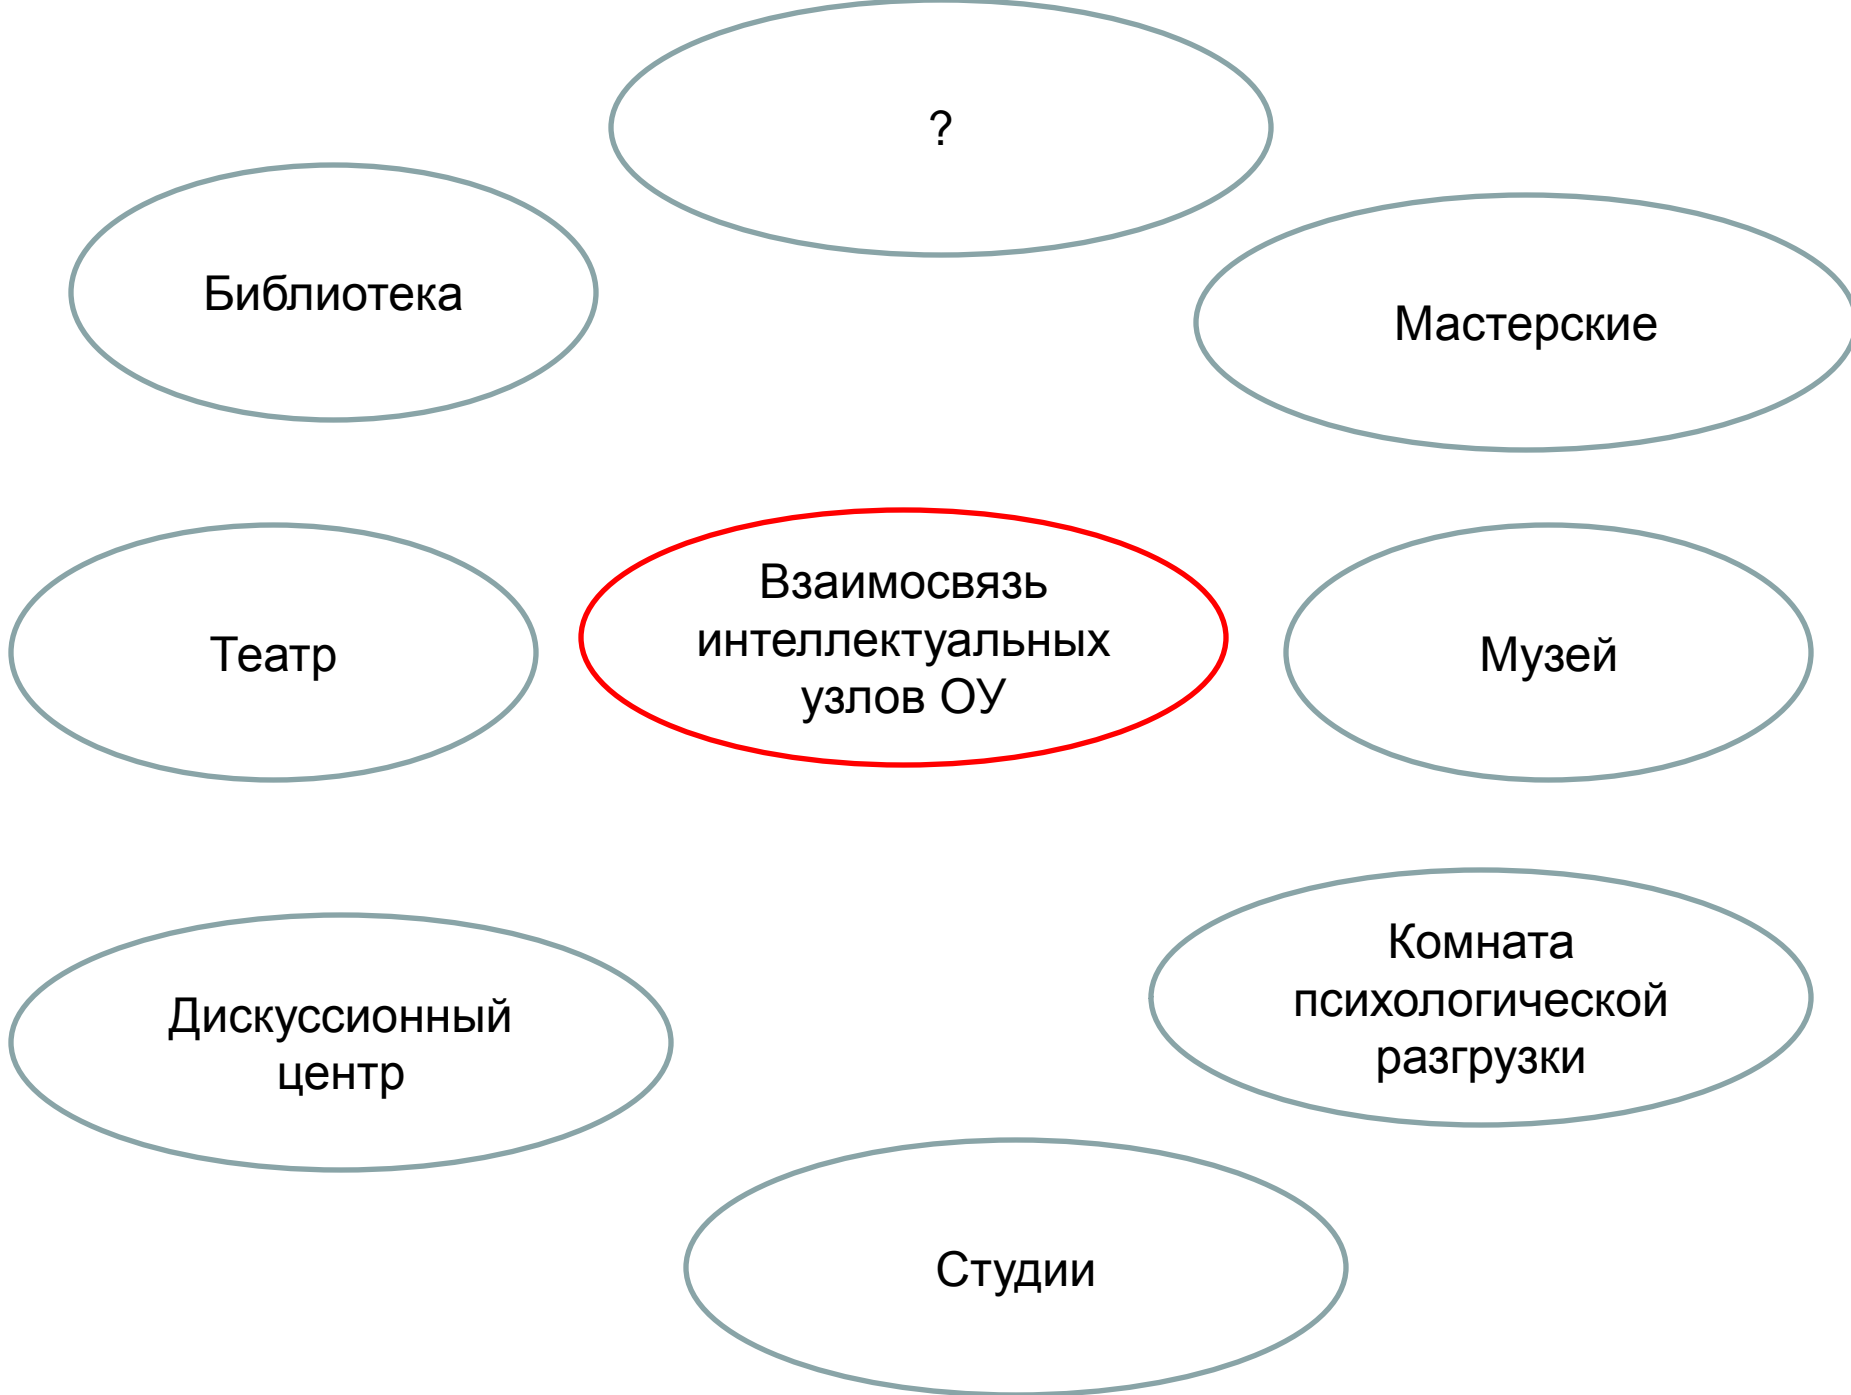 ?
Библиотека
Мастерские
Взаимосвязь
интеллектуальных
узлов ОУ
Театр
Музей
Комната
психологической
разгрузки
Дискуссионный
центр
Студии